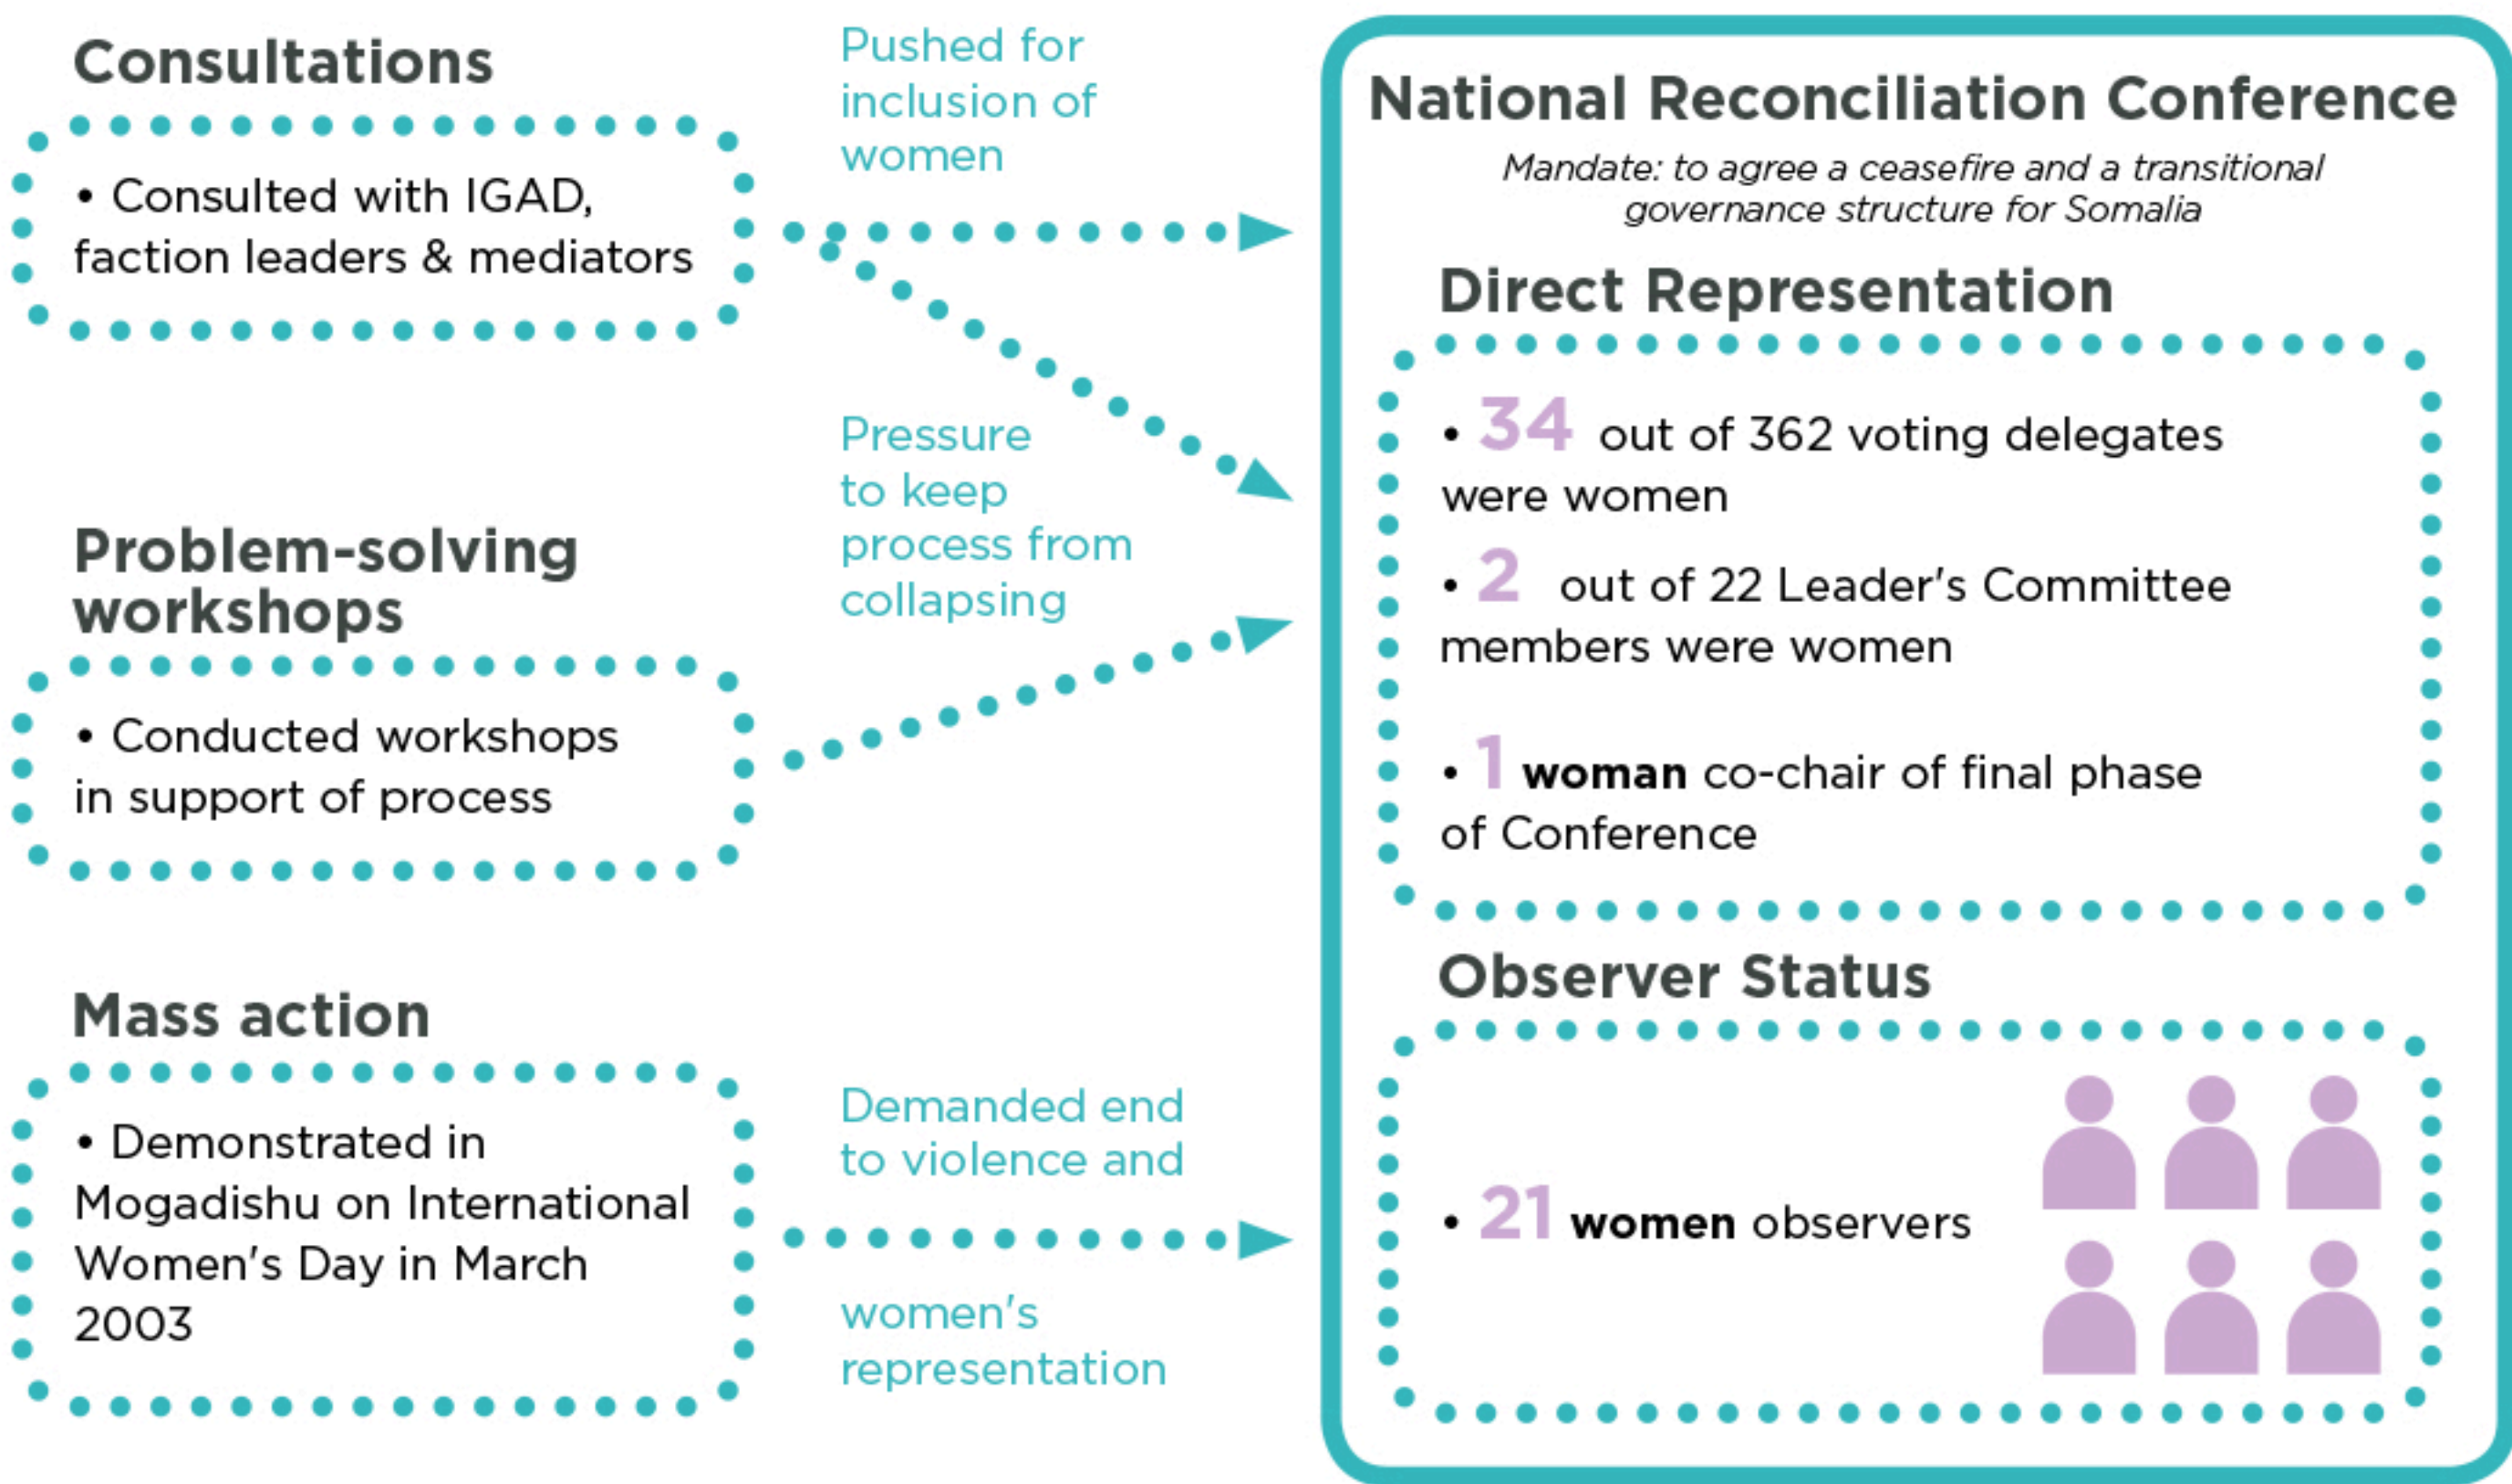 Consultations
• Consulted with IGAD,
faction leaders & mediators
Pushed for
inclusion of
women
Problem-solving
workshops
• Conducted workshops
in support of process
Pressure
to keep
process from
collapsing
Mass action
• Demonstrated in
Mogadishu on International
Women's Day in March
2003
Demanded end
to violence and
women's
representation
National Reconciliation Conference
Mandate: to agree a ceasefire and a transitional
governance structure for Somalia
Direct Representation
• 34 out of 362 voting delegates
were women
• 2 out of 22 Leader's Committee
members were women
• 1 woman co-chair of final phase
of Conference
Observer Status
• 21 women observers